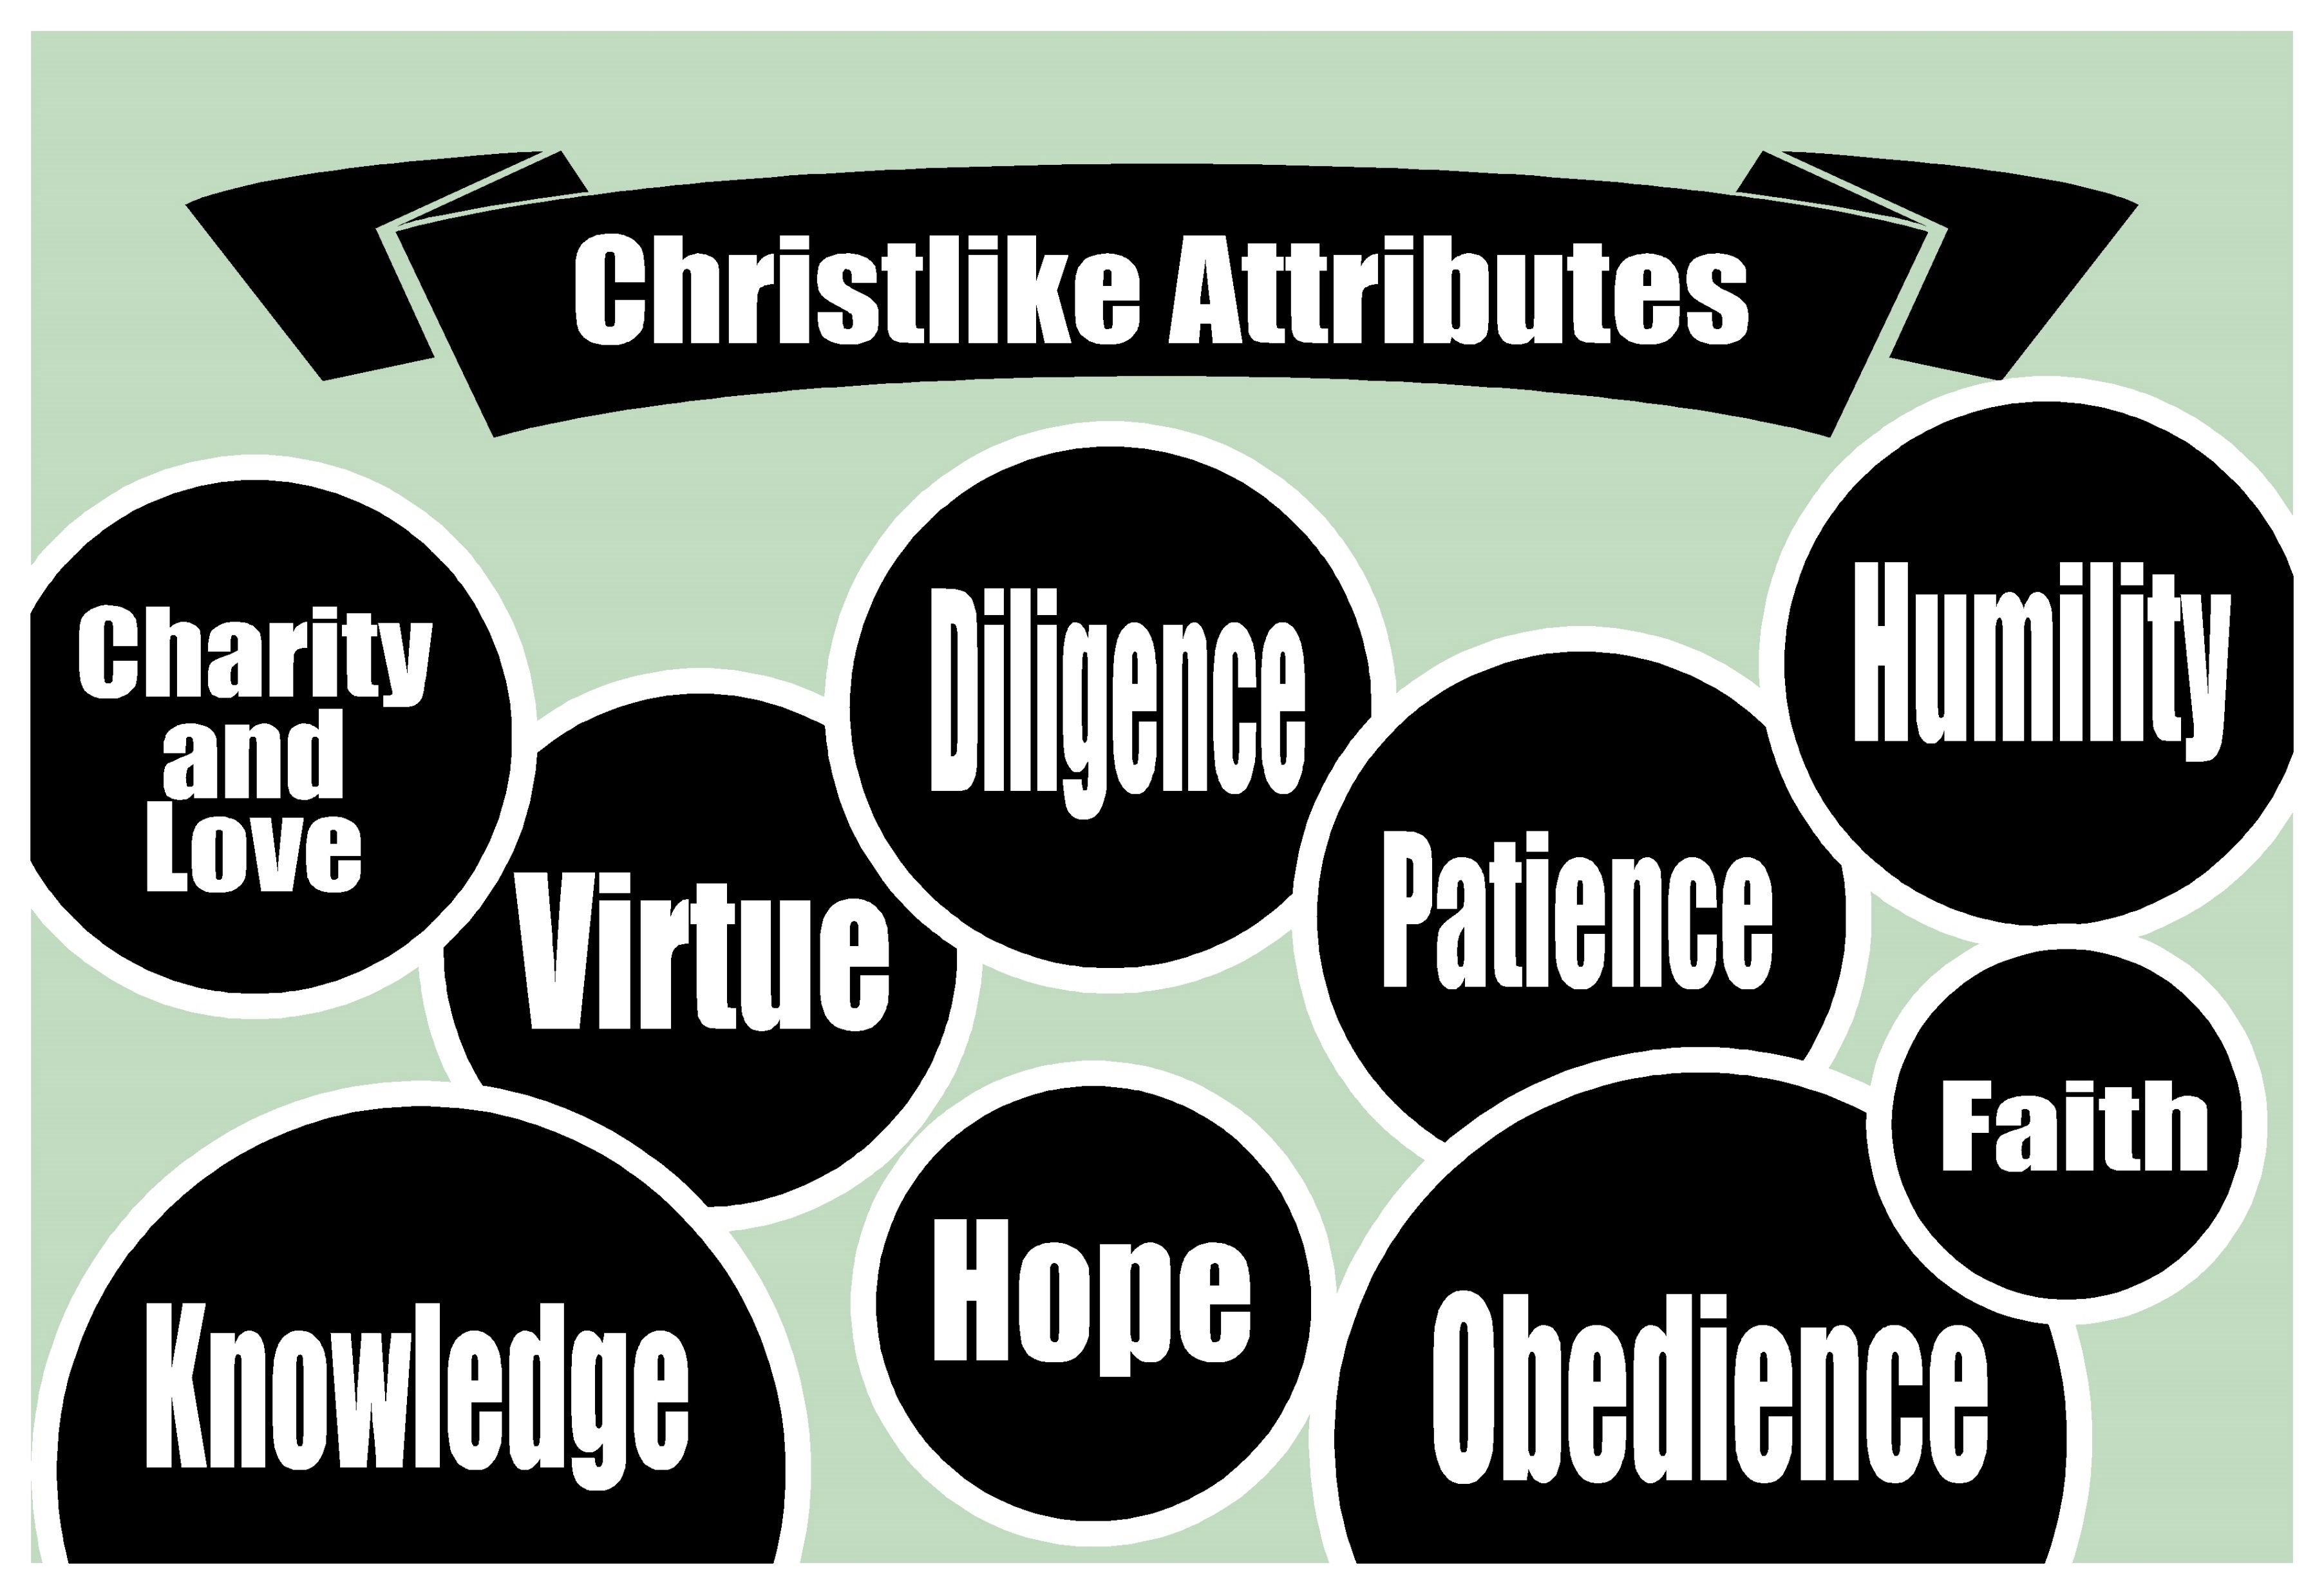 Christlike Attributes
Charity
and
Love
Virtue
Diligence
Patience
Humility
Faith
Knowledge
Hope
Obedience